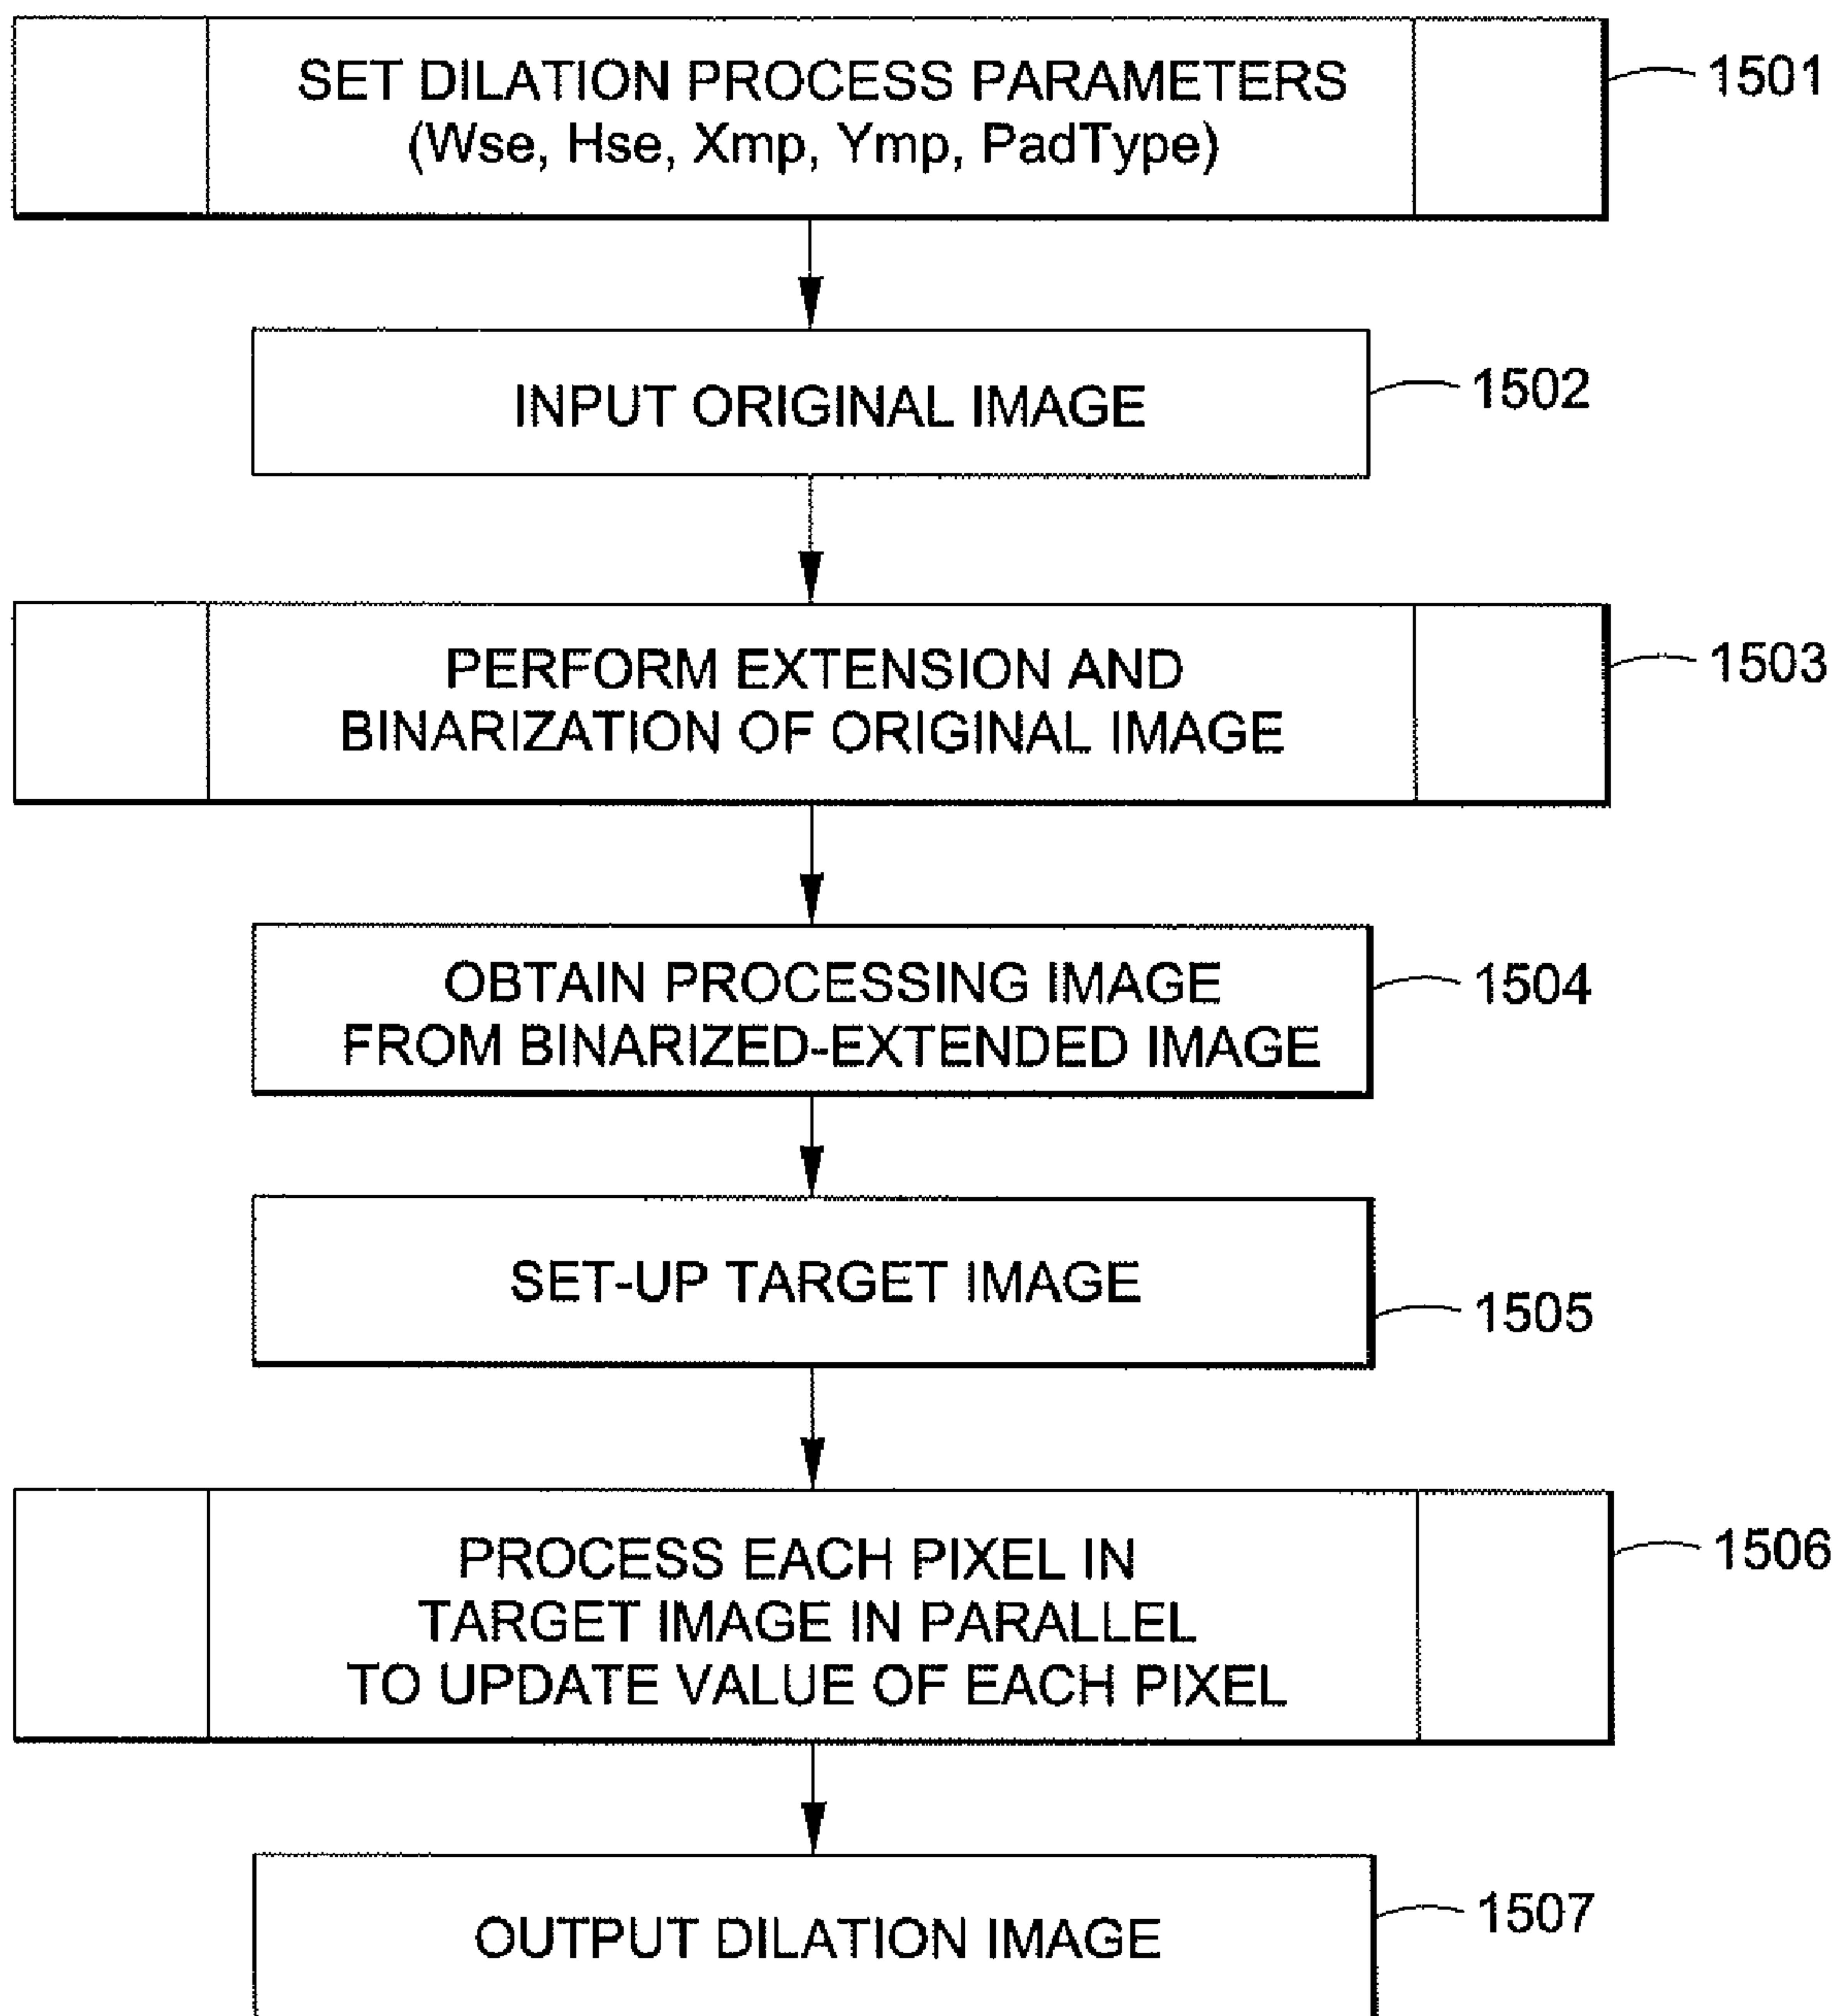 SET DILATION PROCESS PARAMETERS
(Wse, Hse, Xmp, Ymp, PadType)
1501
INPUT ORIGINAL IMAGE
1502
PERFORM EXTENSION AND
BINARIZATION OF ORIGINAL IMAGE
1503
OBTAIN PROCESSING IMAGE
FROM BINARIZED-EXTENDED IMAGE
1504
SET-UP TARGET IMAGE
1505
PROCESS EACH PIXEL IN
TARGET IMAGE IN PARALLEL
TO UPDATE VALUE OF EACH PIXEL
1506
OUTPUT DILATION IMAGE
1507